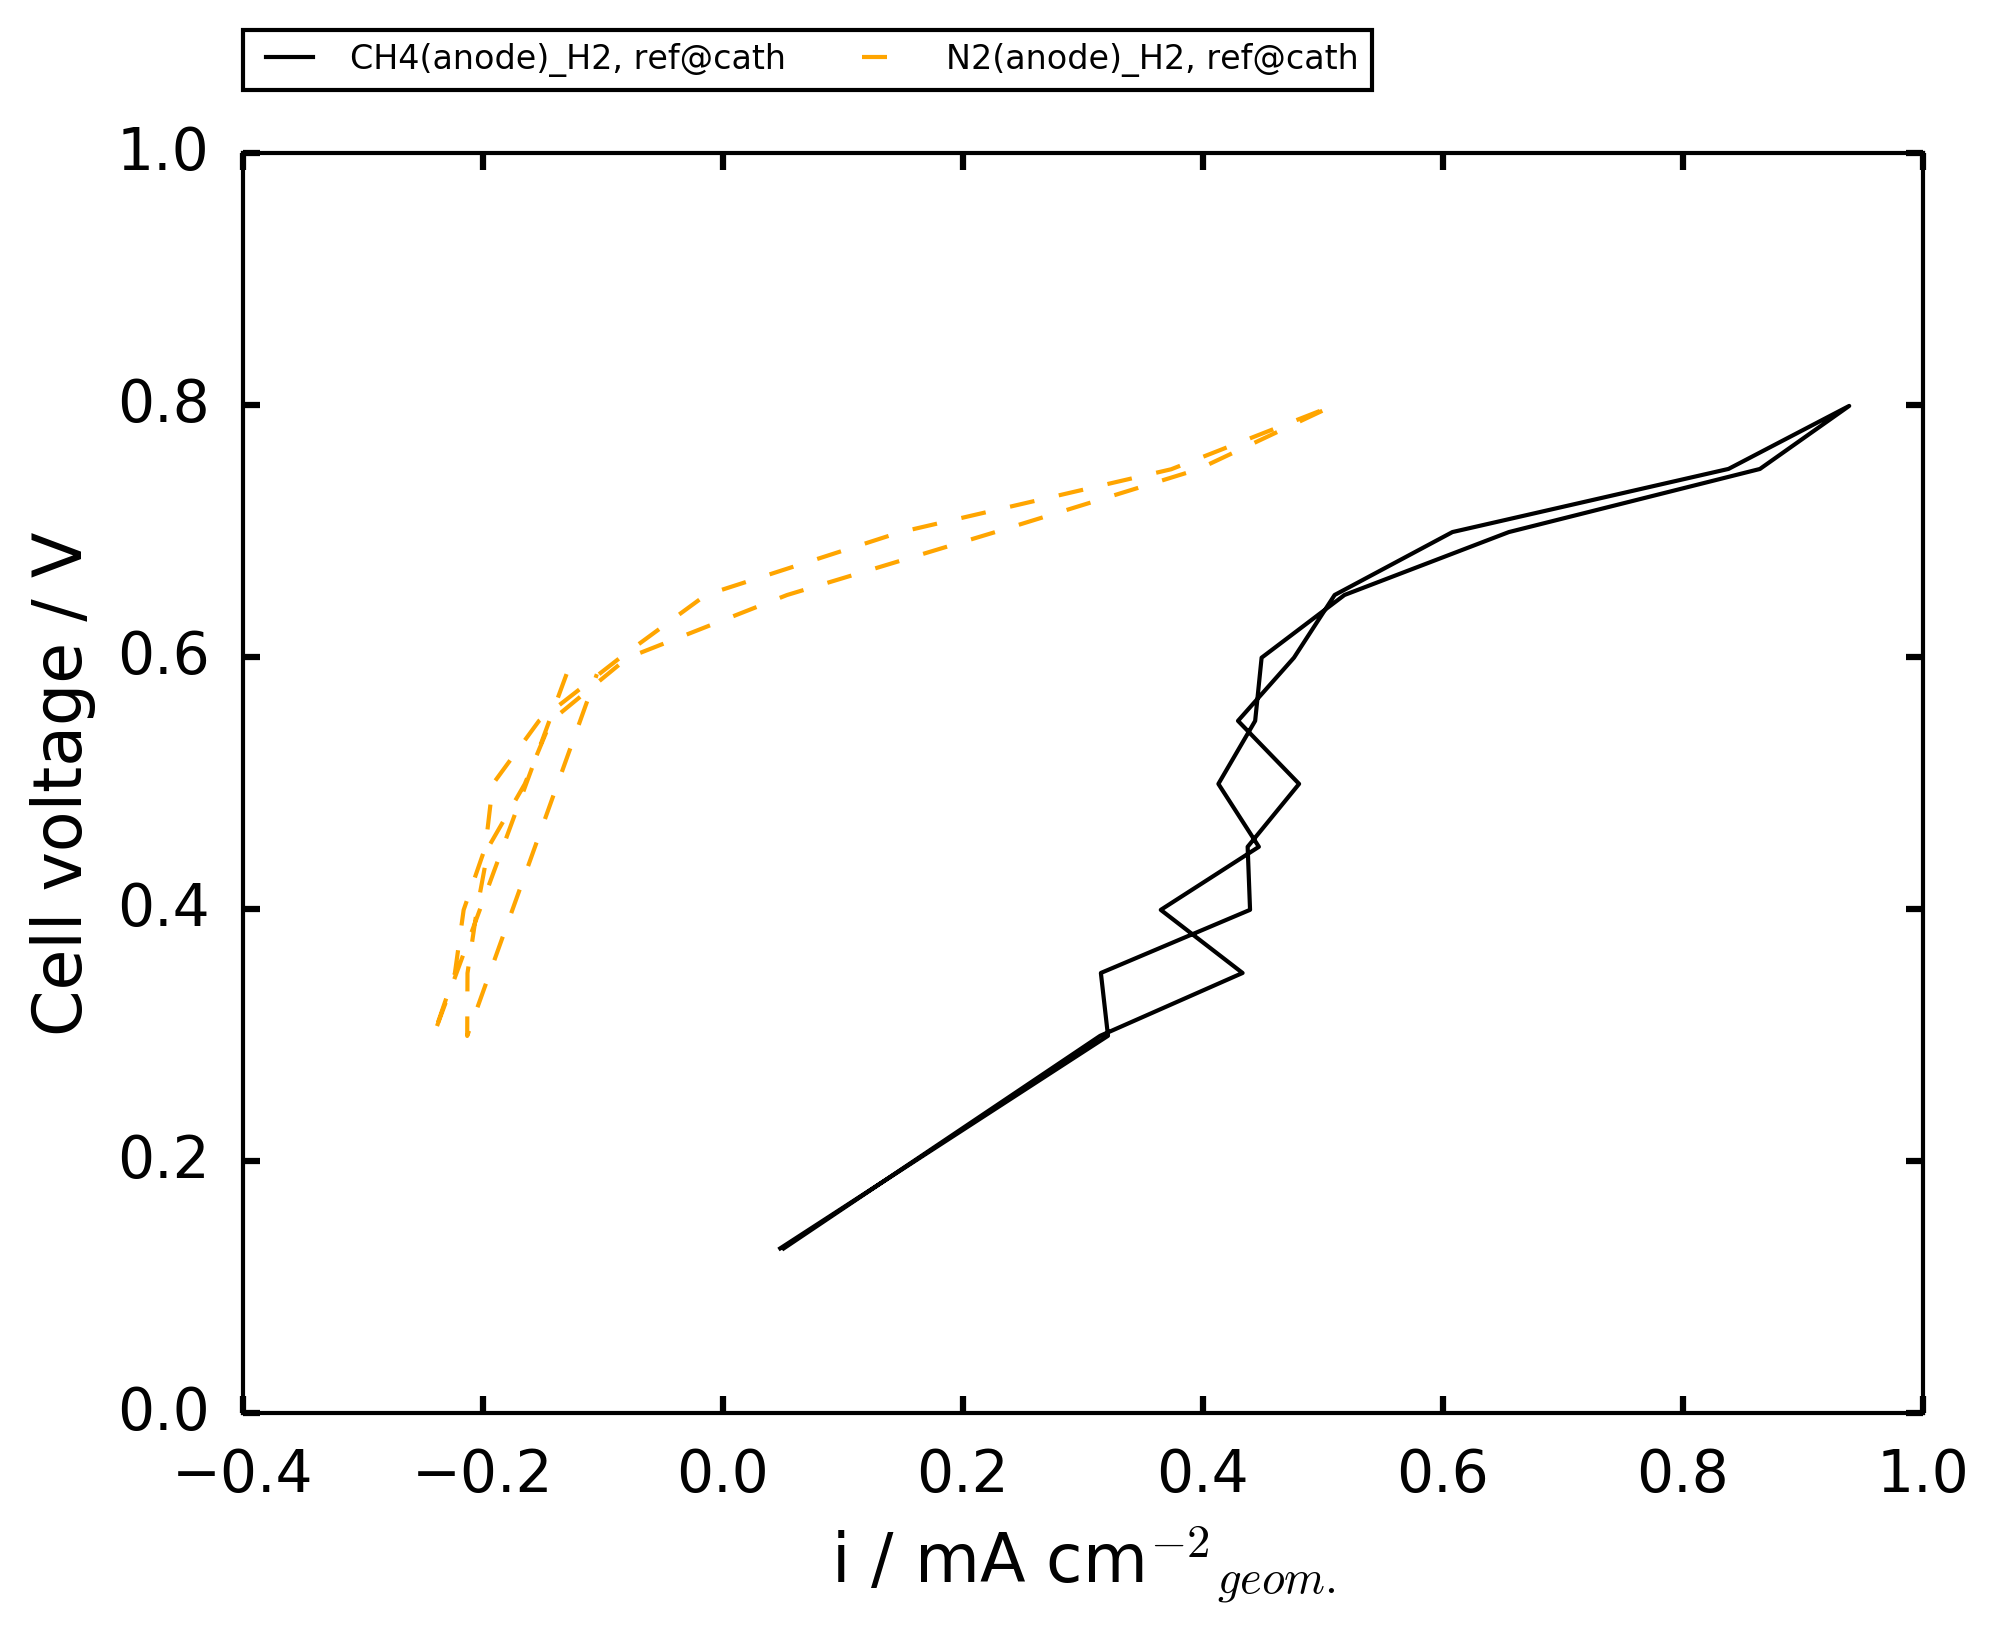 CH4(anode)_H2, ref@cath N2(anode)_H2, ref@cath
1.0
0.8
0.6
0.4
0.2
0.0
Cell voltage / V
−0.4 −0.2 0.0 0.2 0.4 0.6 0.8 1.0
i / mA cm⁻²geom.